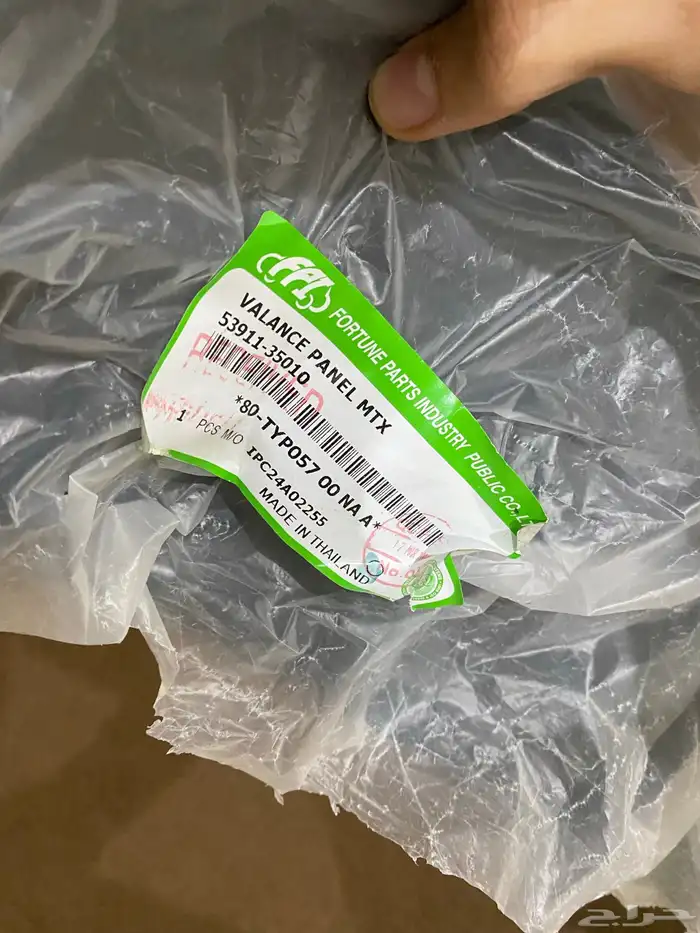 FPI FORTUNE PARTS INDUSTRY PUBLIC CO.,L
VALANCE PANEL MTX
53911-35010
*8D-TYP057 00 NA A*
1 PCS M/O IPC24A02255
MADE IN THAILAND
حراج